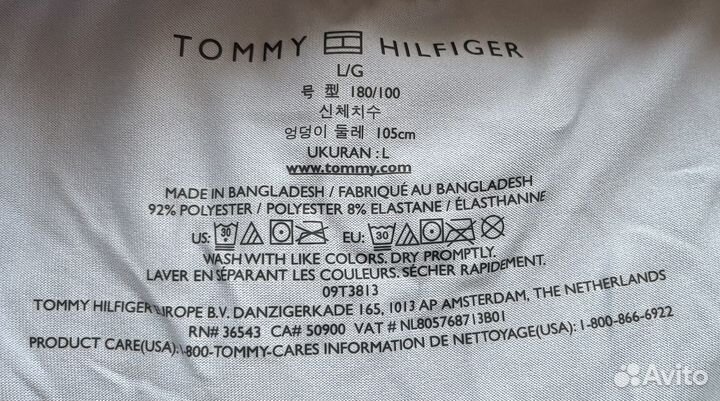 TOMMY HILFIGER
L/G
号 型 180/100
신체치수
엉덩이 둘레 105cm
UKURAN : L
www.tommy.com
MADE IN BANGLADESH / FABRIQUÉ AU BANGLADESH
92% POLYESTER / POLYESTER 8% ELASTANE / ÉLASTHANNE
US: 30 EU: 30
WASH WITH LIKE COLORS. DRY PROMPTLY.
LAVER EN SÉPARANT LES COULEURS. SÉCHER RAPIDEMENT.
09T3813
TOMMY HILFIGER EUROPE B.V. DANZIGERKADE 165, 1013 AP AMSTERDAM, THE NETHERLANDS
RN# 36543 CA# 50900 VAT # NL805768713B01
PRODUCT CARE(USA):1-800-TOMMY-CARES INFORMATION DE NETTOYAGE(USA): 1-800-866-6922
Avito